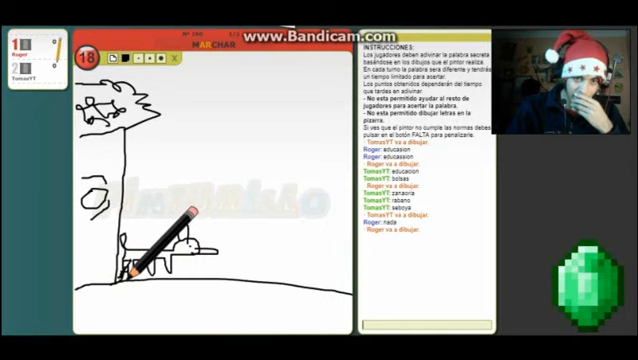 www.Bandicam.com
1 Roger 0
2 TomasYT 0
18
Nº 190
MARCHAR
X
INSTRUCCIONES:
Los jugadores deben adivinar la palabra secreta
basándose en los dibujos que el pintor realiza.
En cada turno la palabra será diferente y tendrás
un tiempo limitado para acertar.
Los puntos obtenidos dependerán del tiempo
que tardes en adivinar.
- No esta permitido ayudar al resto de
jugadores para acertar la palabra.
- No esta permitido dibujar letras en la
pizarra.
Si ves que el pintor no cumple las normas debes
pulsar en el botón FALTA para penalizarle.
· TomasYT va a dibujar.
Roger: educasion
Roger: educassion
· Roger va a dibujar.
TomasYT: educacion
TomasYT: bolsas
· Roger va a dibujar.
TomasYT: zanaoria
TomasYT: rabano
TomasYT: seboya
· TomasYT va a dibujar.
Roger: nada
· Roger va a dibujar.